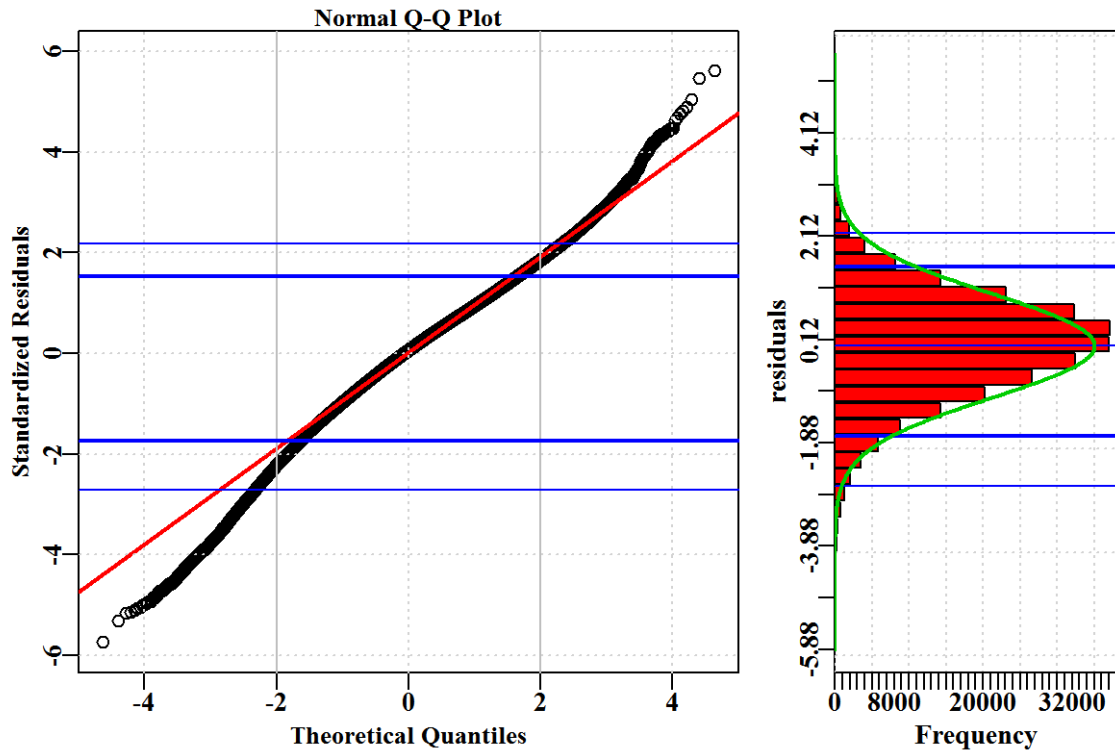 Normal Q-Q Plot
Standardized Residuals
6
4
2
0
-2
-4
-6
-4 -2 0 2 4
Theoretical Quantiles
residuals
4.12
2.12
0.12
-1.88
-3.88
-5.88
0 8000 20000 32000
Frequency